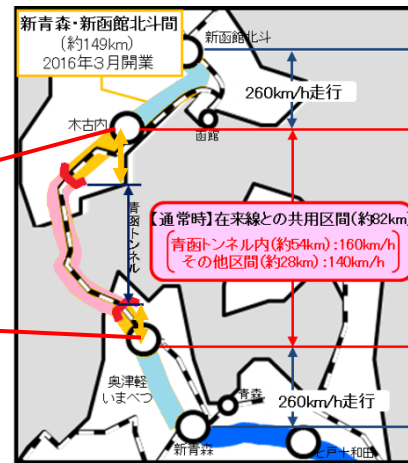 新青森・新函館北斗間
(約149km)
2016年3月開業
新函館北斗
260km/h走行
木古内
函館
青函トンネル
【通常時】在来線との共用区間(約82km)
青函トンネル内(約54km):160km/h
その他区間(約28km):140km/h
奥津軽
いまべつ
青森
260km/h走行
新青森
七戸十和田